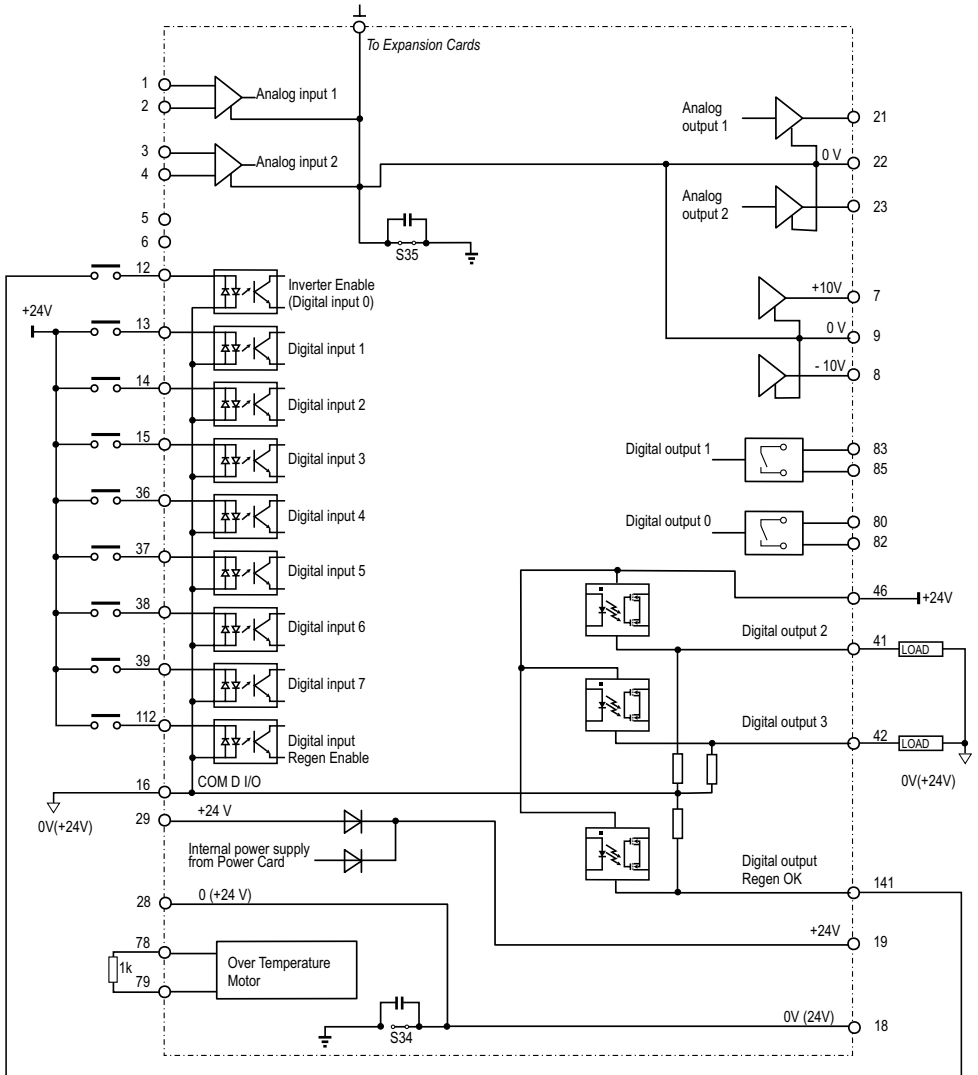 To Expansion Cards
1
2
Analog input 1
3
4
Analog input 2
5
6
S35
Analog
output 1
21
0 V
22
Analog
output 2
23
+10V
7
0 V
9
- 10V
8
12
Inverter Enable
(Digital input 0)
+24V
13
Digital input 1
14
Digital input 2
15
Digital input 3
36
Digital input 4
37
Digital input 5
38
Digital input 6
39
Digital input 7
112
Digital input
Regen Enable
Digital output 1
83
85
Digital output 0
80
82
46
+24V
Digital output 2
41
LOAD
Digital output 3
42
LOAD
0V(+24V)
16
COM D I/O
0V(+24V)
29
+24 V
Internal power supply
from Power Card
Digital output
Regen OK
141
28
0 (+24 V)
+24V
19
78
1k
79
Over Temperature
Motor
S34
0V (24V)
18